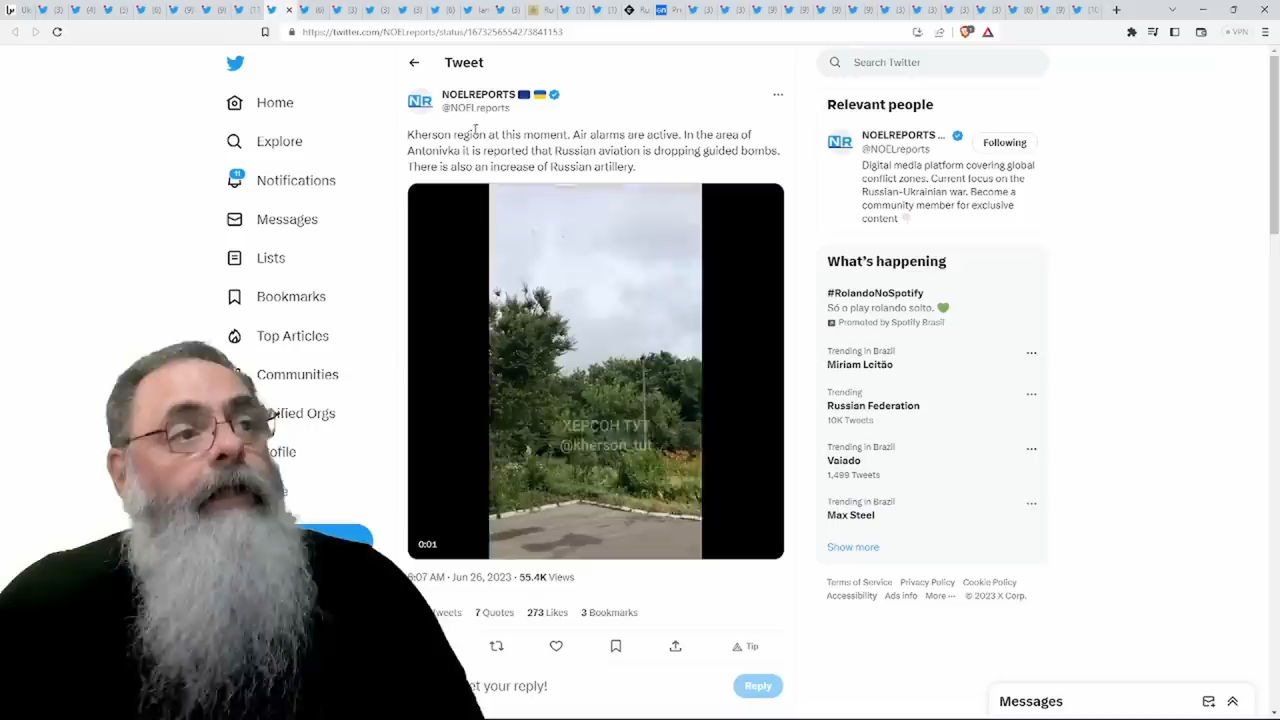 https://twitter.com/NOELreports/status/1673256554273841153
VPN
Home
Explore
11
Notifications
Messages
Lists
Bookmarks
Top Articles
Communities
Tweet
NOELREPORTS
@NOELreports
Kherson region at this moment. Air alarms are active. In the area of
Antonivka it is reported that Russian aviation is dropping guided bombs.
There is also an increase of Russian artillery.
ХЕРСОН ТУТ
@kherson_tut
0:01
6:07 AM · Jun 26, 2023 · 55.4K Views
7 Quotes 273 Likes 3 Bookmarks
Tip
your reply!
Reply
Search Twitter
Relevant people
NOELREPORTS ...
@NOELreports
Following
Digital media platform covering global
conflict zones. Current focus on the
Russian-Ukrainian war. Become a
community member for exclusive
content
What's happening
#RolandoNoSpotify
Só o play rolando solto.
Promoted by Spotify Brasil
Trending in Brazil
Miriam Leitão
Trending
Russian Federation
10K Tweets
Trending in Brazil
Vaiado
1,499 Tweets
Trending in Brazil
Max Steel
Show more
Terms of Service Privacy Policy Cookie Policy
Accessibility Ads info More ··· © 2023 X Corp.
Messages